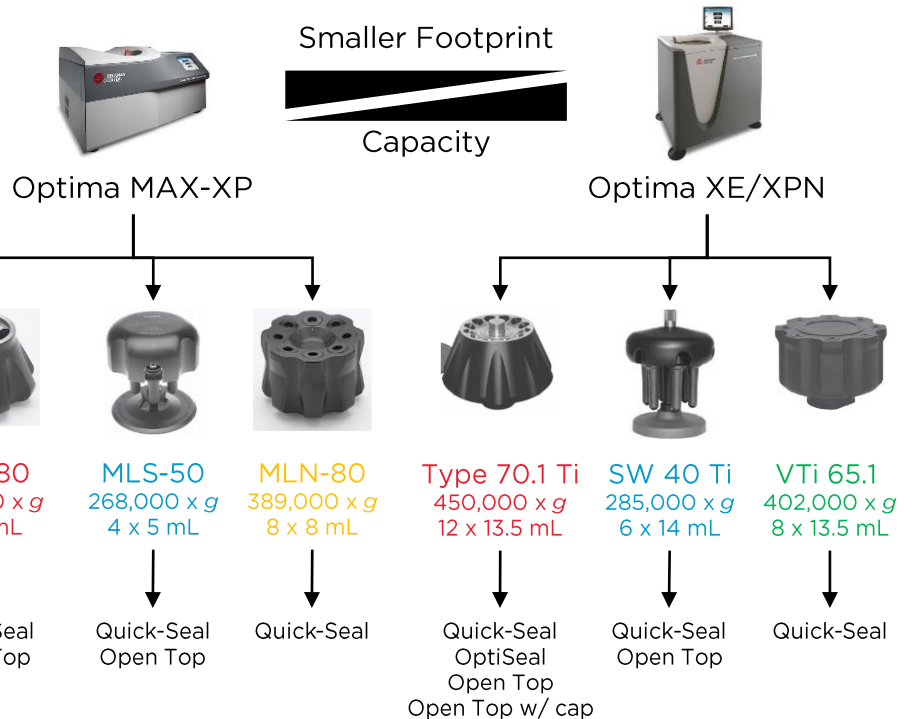 Smaller Footprint
Capacity
Optima MAX-XP
Optima XE/XPN
80
x g
mL
Seal
Top
MLS-50
268,000 x g
4 x 5 mL
Quick-Seal
Open Top
MLN-80
389,000 x g
8 x 8 mL
Quick-Seal
Type 70.1 Ti
450,000 x g
12 x 13.5 mL
Quick-Seal
OptiSeal
Open Top
Open Top w/ cap
SW 40 Ti
285,000 x g
6 x 14 mL
Quick-Seal
Open Top
VTi 65.1
402,000 x g
8 x 13.5 mL
Quick-Seal